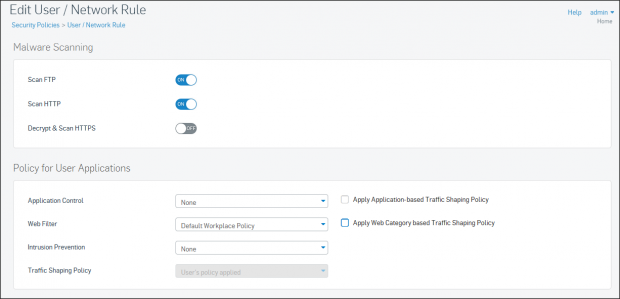 Edit User / Network Rule
Help admin
Security Policies > User / Network Rule
Home
Malware Scanning
Scan FTP ON
Scan HTTP ON
Decrypt & Scan HTTPS OFF
Policy for User Applications
Application Control None Apply Application-based Traffic Shaping Policy
Web Filter Default Workplace Policy Apply Web Category based Traffic Shaping Policy
Intrusion Prevention None
Traffic Shaping Policy User's policy applied